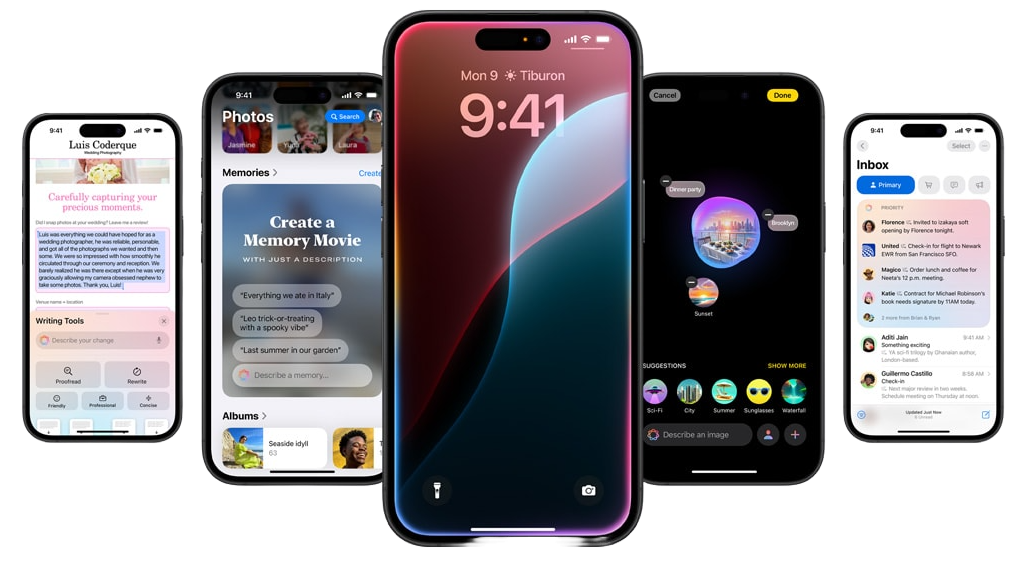 9:41
Luis Coderque
Wedding Photography
Carefully capturing your
precious moments.
Did I snap photos at your wedding? Leave me a review!
Luis was everything we could have hoped for as a
wedding photographer, he was reliable, personable,
and got all of the photographs we wanted and then
some. We were so impressed with how smoothly he
circulated through our ceremony and reception. We
barely realized he was there except when he was very
graciously allowing my camera obsessed nephew to
take some photos. Thank you, Luis!
Venue name + location
Writing Tools
Describe your change
Proofread
Rewrite
Friendly
Professional
Concise
9:41
Photos
Search
Jasmine
Laura
Memories
Create
Create a
Memory Movie
WITH JUST A DESCRIPTION
“Everything we ate in Italy”
“Leo trick-or-treating
with a spooky vibe”
“Last summer in our garden”
Describe a memory...
Albums
Seaside idyll
63
Mon 9 Tiburon
9:41
Cancel
Done
Dinner party
Brooklyn
Sunset
SUGGESTIONS
SHOW MORE
Sci-Fi
City
Summer
Sunglasses
Waterfall
Describe an image
9:41
Select
Inbox
Primary
PRIORITY
Florence Invited to izakaya soft
opening by Florence tonight.
United Check-in for flight to Newark
EWR from San Francisco SFO.
Magico Order lunch and coffee for
Neeta's 12 p.m. meeting.
Katie Contract for Michael Robinson's
book needs signature by 11AM today.
2 more from Brian & Ryan
Aditi Jain
9:41 AM
Something exciting
YA sci-fi trilogy by Ghanaian author,
London-based.
Guillermo Castillo
8:58 AM
Check-in
Next major review in two weeks.
Schedule meeting on Thursday at noon.
Updated Just Now
6 Unread